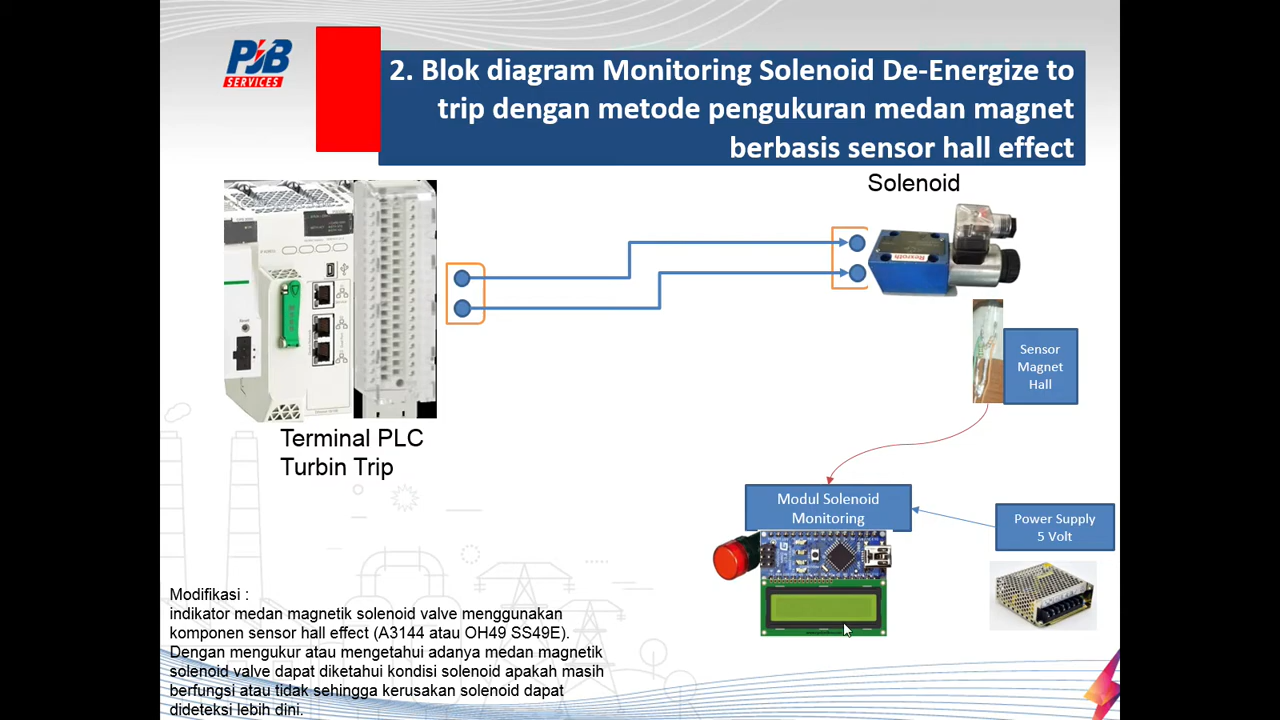 PJB
SERVICES
2. Blok diagram Monitoring Solenoid De-Energize to
trip dengan metode pengukuran medan magnet
berbasis sensor hall effect
Solenoid
Rexroth
Sensor
Magnet
Hall
Terminal PLC
Turbin Trip
Modul Solenoid
Monitoring
Power Supply
5 Volt
Modifikasi :
indikator medan magnetik solenoid valve menggunakan
komponen sensor hall effect (A3144 atau OH49 SS49E).
Dengan mengukur atau mengetahui adanya medan magnetik
solenoid valve dapat diketahui kondisi solenoid apakah masih
berfungsi atau tidak sehingga kerusakan solenoid dapat
dideteksi lebih dini.